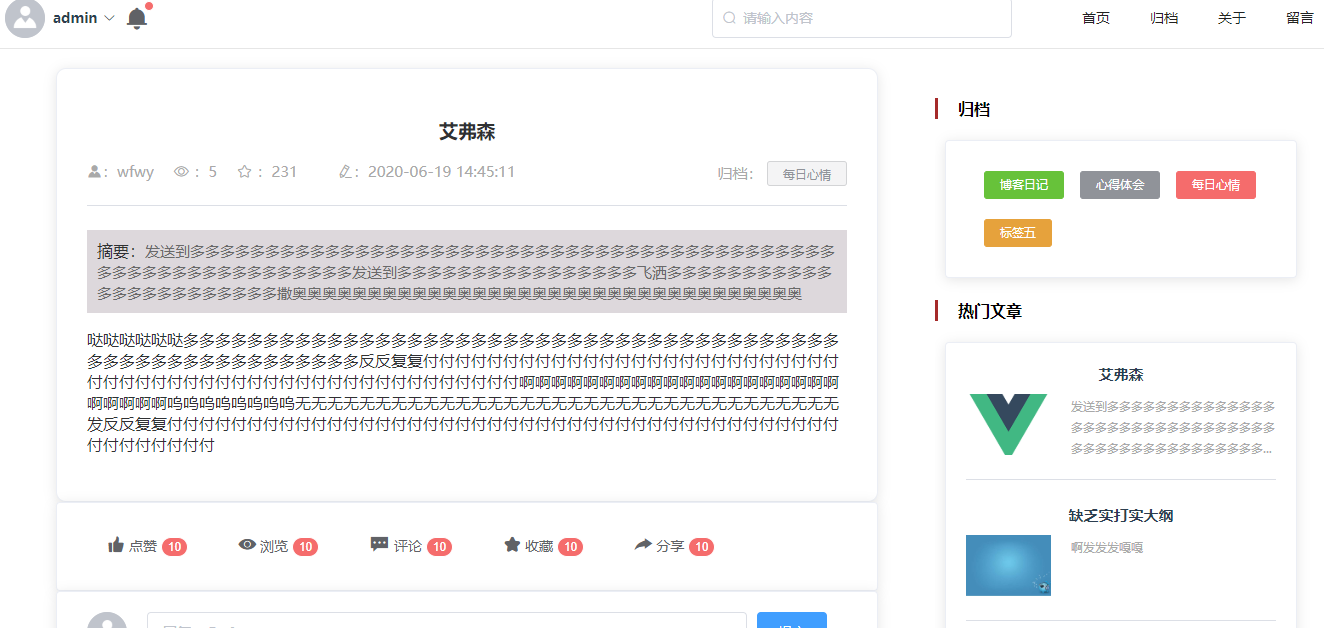 admin
请输入内容
首页 归档 关于 留言
艾弗森
: wfwy : 5 : 231 : 2020-06-19 14:45:11 归档: 每日心情
摘要：发送到多多多多多多多多多多多多多多多多多多多多多多多多多多多多多多多多多多多多多多多多多多多
多多多多多多多多多多多多多多多多多发送到多多多多多多多多多多多多多多多多飞洒多多多多多多多多多多多
多多多多多多多多多多多多撒奥奥奥奥奥奥奥奥奥奥奥奥奥奥奥奥奥奥奥奥奥奥奥奥奥奥奥奥奥奥奥奥奥奥
哒哒哒哒哒哒多多多多多多多多多多多多多多多多多多多多多多多多多多多多多多多多多多多多多多多多多
多多多多多多多多多多多多多多多多多反反复复付付付付付付付付付付付付付付付付付付付付付付付付付付
付付付付付付付付付付付付付付付付付付付付付付付付付付付啊啊啊啊啊啊啊啊啊啊啊啊啊啊啊啊啊啊啊啊
啊啊啊啊啊呜呜呜呜呜呜呜呜无无无无无无无无无无无无无无无无无无无无无无无无无无无无无无无无无无
发反反复复付付付付付付付付付付付付付付付付付付付付付付付付付付付付付付付付付付付付付付付付付付
付付付付付付付付
点赞 10 浏览 10 评论 10 收藏 10 分享 10
归档
博客日记 心得体会 每日心情
标签五
热门文章
艾弗森
发送到多多多多多多多多多多多多多多
多多多多多多多多多多多多多多多多多
多多多多多多多多多多多多多多多多...
缺乏实打实大纲
啊发发发嘎嘎